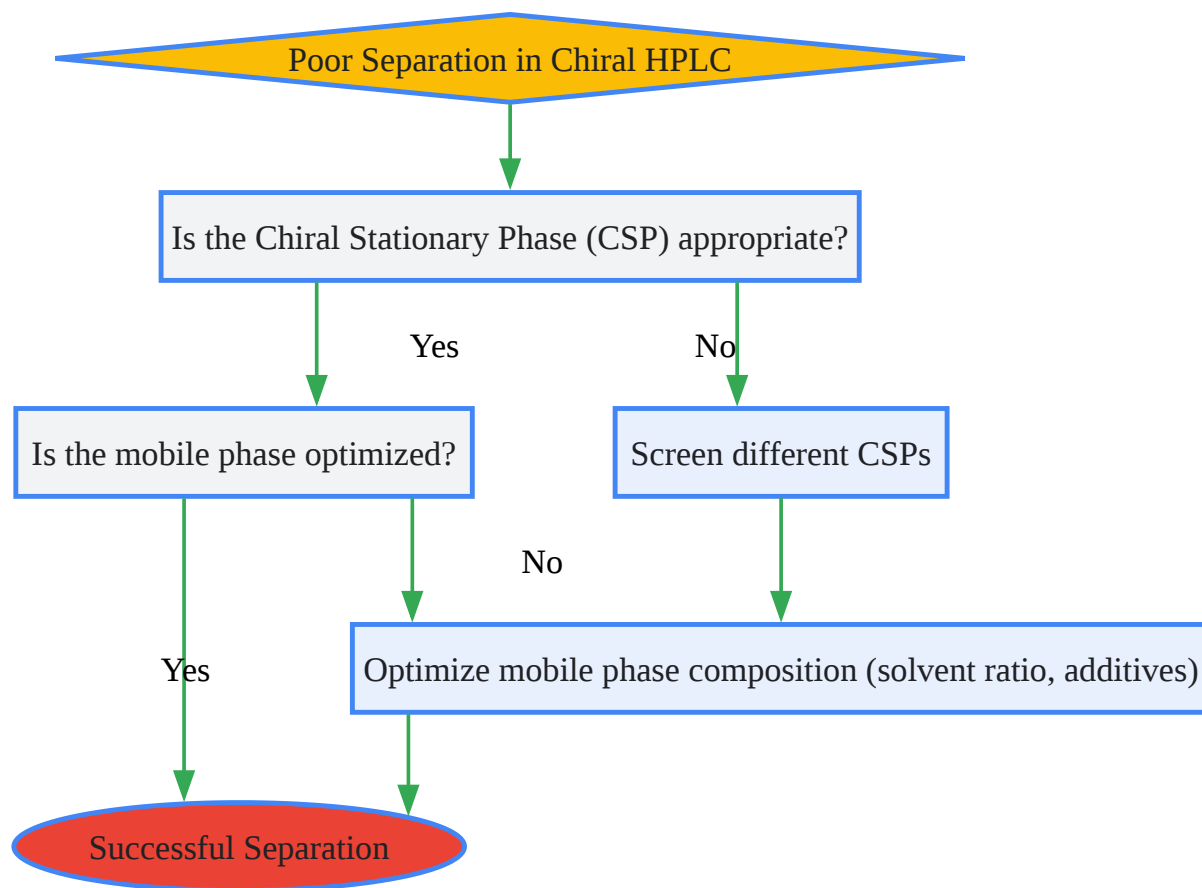 Poor Separation in Chiral HPLC
Is the Chiral Stationary Phase (CSP) appropriate?
Yes
No
Is the mobile phase optimized?
Screen different CSPs
No
Yes
Optimize mobile phase composition (solvent ratio, additives)
Successful Separation